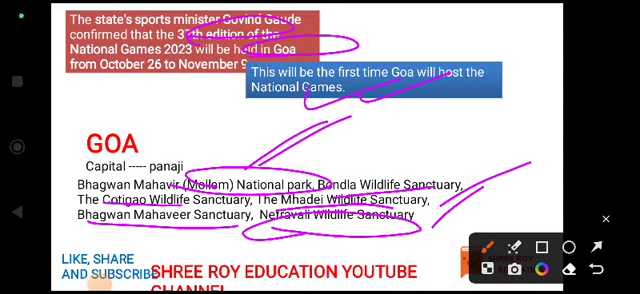 The state's sports minister Govind Gaude
confirmed that the 37th edition of the
National Games 2023 will be held in Goa
from October 26 to November 9
This will be the first time Goa will host the
National Games.
GOA
Capital ----- panaji
Bhagwan Mahavir (Mollem) National park, Bondla Wildlife Sanctuary,
The Cotigao Wildlife Sanctuary, The Mhadei Wildlife Sanctuary,
Bhagwan Mahaveer Sanctuary, Netravali Wildlife Sanctuary
LIKE, SHARE
AND SUBSCRIBE
SHREE ROY EDUCATION YOUTUBE
CHANNEL
SHREE ROY